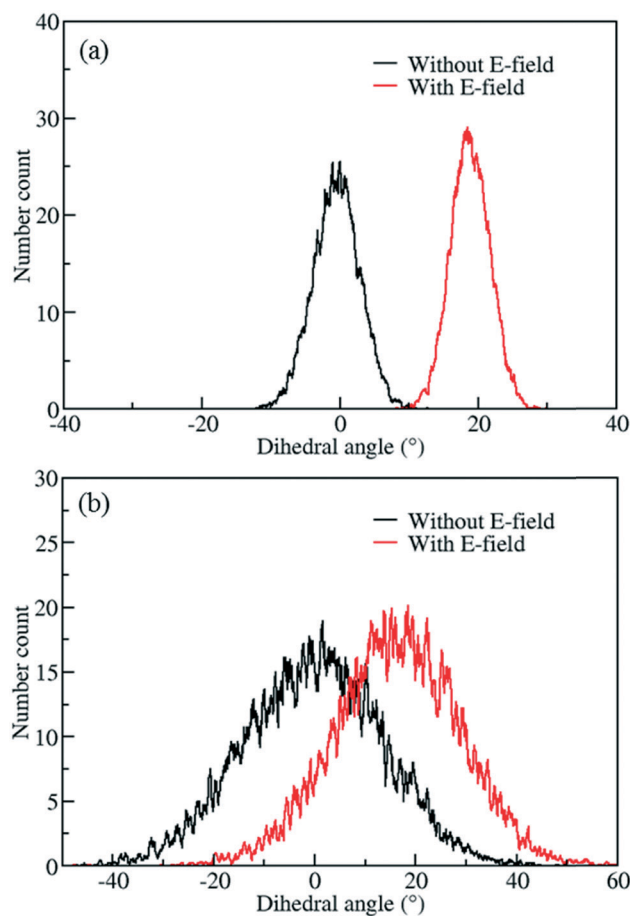 (a)
Without E-field
With E-field
Number count
40
30
20
10
0
-40
-20
0
20
40
Dihedral angle (°)
(b)
Without E-field
With E-field
Number count
30
25
20
15
10
5
0
-40
-20
0
20
40
60
Dihedral angle (°)